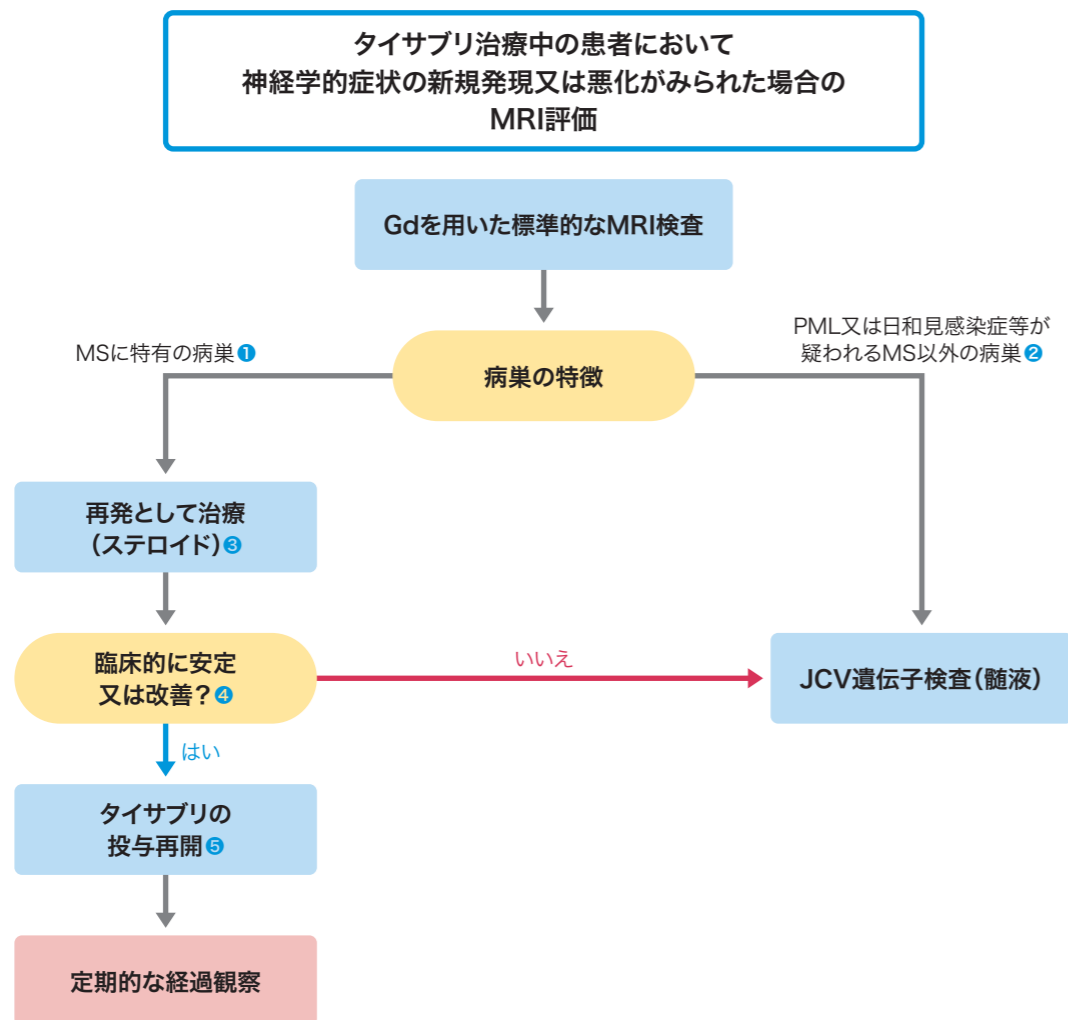 タイサブリ治療中の患者において
神経学的症状の新規発現又は悪化がみられた場合の
MRI評価
Gdを用いた標準的なMRI検査
病巣の特徴
MSに特有の病巣❶
PML又は日和見感染症等が
疑われるMS以外の病巣❷
再発として治療
（ステロイド）❸
臨床的に安定
又は改善？❹
いいえ
JCV遺伝子検査（髄液）
はい
タイサブリの
投与再開❺
定期的な経過観察